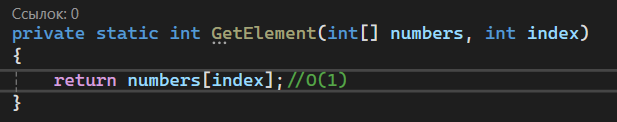 Ссылок: 0
private static int GetElement(int[] numbers, int index)
{
return numbers[index];//O(1)
}